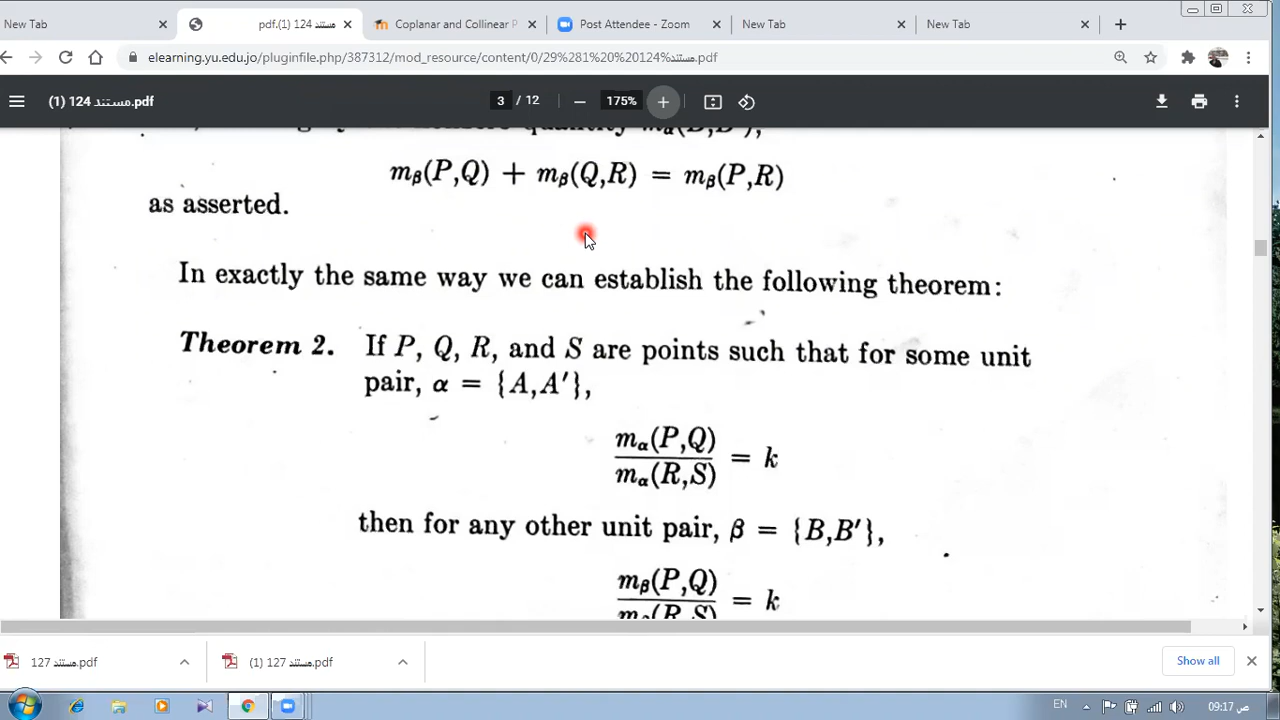 New Tab
pdf.(1) 124 مستند
Coplanar and Collinear P
Post Attendee - Zoom
New Tab
New Tab
elearning.yu.edu.jo/pluginfile.php/387312/mod_resource/content/0/29%281%20%20124%مستند.pdf
(1) 124 مستند.pdf
3 / 12
175%
mβ(P,Q) + mβ(Q,R) = mβ(P,R)
as asserted.
In exactly the same way we can establish the following theorem:
Theorem 2. If P, Q, R, and S are points such that for some unit
pair, α = {A,A′},
mα(P,Q)
mα(R,S)
= k
then for any other unit pair, β = {B,B′},
mβ(P,Q)
mβ(R,S)
= k
127 مستند.pdf
(1) 127 مستند.pdf
Show all
EN
09:17 ص